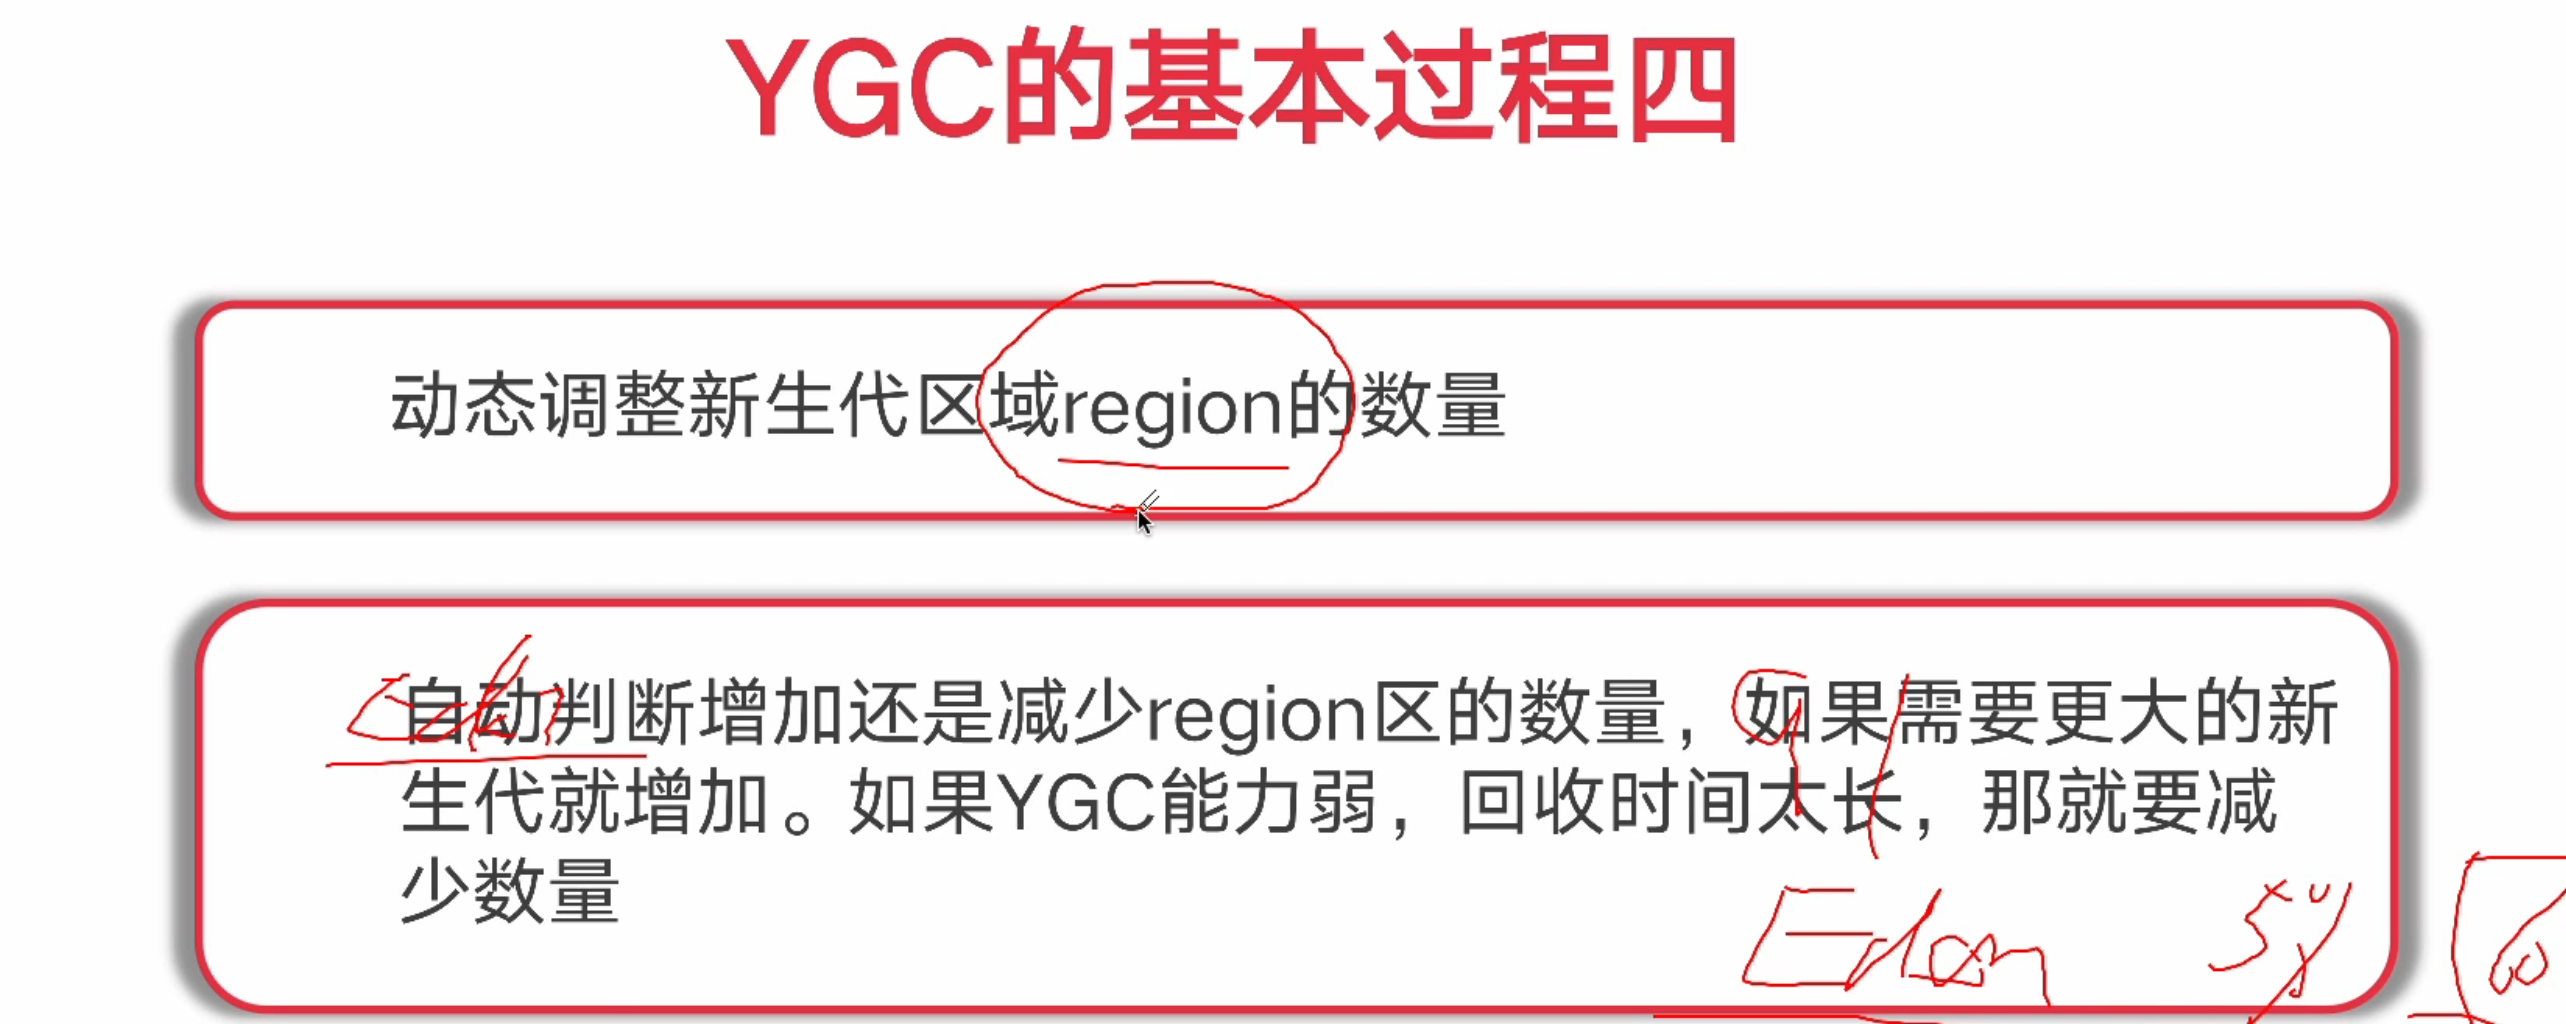 YGC的基本过程四
动态调整新生代区域region的数量
自动判断增加还是减少region区的数量，如果需要更大的新
生代就增加。如果YGC能力弱，回收时间太长，那就要减
少数量
Eden